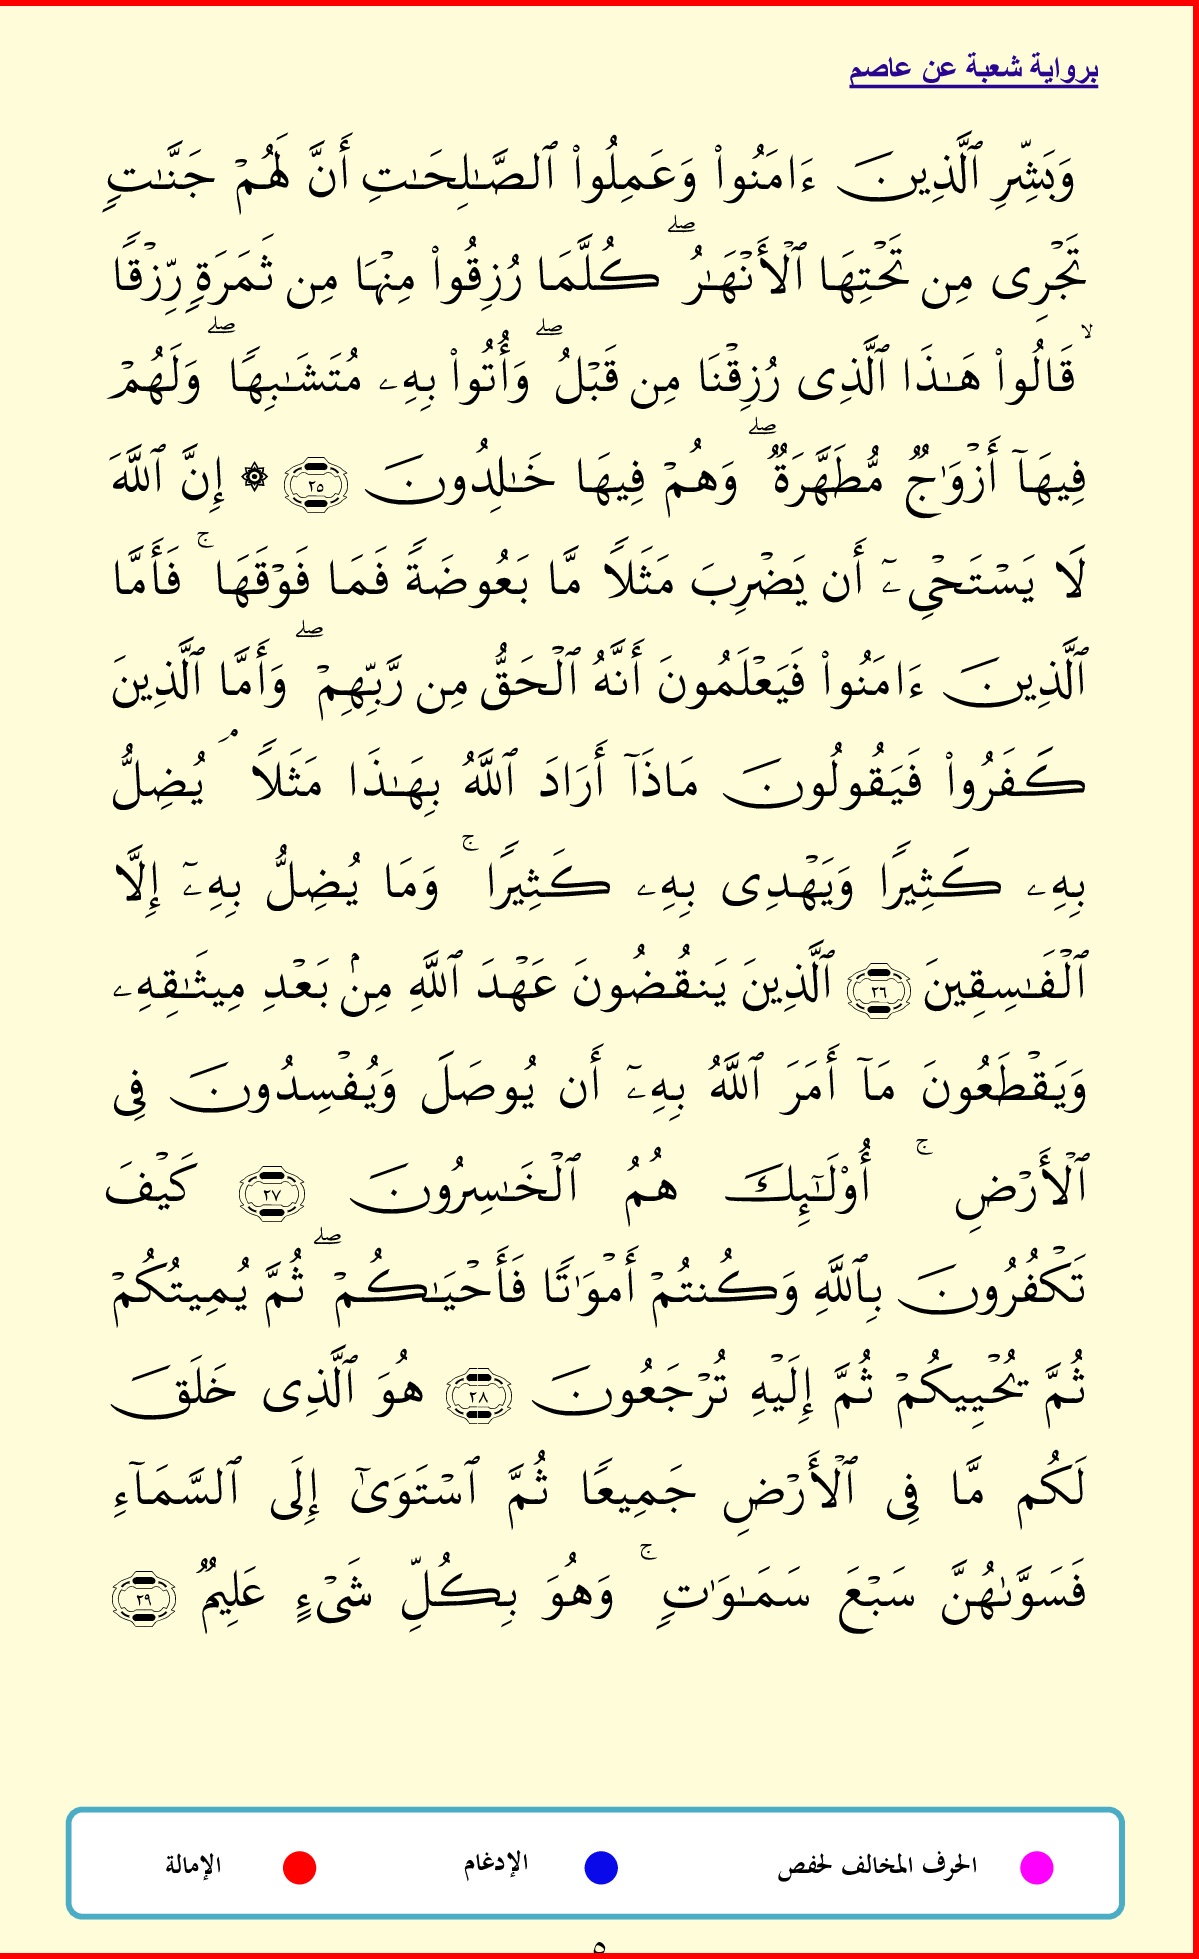 برواية شعبة عن عاصم
وَبَشِّرِ ٱلَّذِينَ ءَامَنُوا۟ وَعَمِلُوا۟ ٱلصَّـٰلِحَـٰتِ أَنَّ لَهُمْ جَنَّـٰتٍ
تَجْرِى مِن تَحْتِهَا ٱلْأَنْهَـٰرُ ۖ كُلَّمَا رُزِقُوا۟ مِنْهَا مِن ثَمَرَةٍ رِّزْقًا
ۙ قَالُوا۟ هَـٰذَا ٱلَّذِى رُزِقْنَا مِن قَبْلُ ۖ وَأُتُوا۟ بِهِۦ مُتَشَـٰبِهًا ۖ وَلَهُمْ
فِيهَآ أَزْوَٰجٌ مُّطَهَّرَةٌ ۖ وَهُمْ فِيهَا خَـٰلِدُونَ ٢٥ ۞ إِنَّ ٱللَّهَ
لَا يَسْتَحْىِۦٓ أَن يَضْرِبَ مَثَلًا مَّا بَعُوضَةً فَمَا فَوْقَهَا ۚ فَأَمَّا
ٱلَّذِينَ ءَامَنُوا۟ فَيَعْلَمُونَ أَنَّهُ ٱلْحَقُّ مِن رَّبِّهِمْ ۖ وَأَمَّا ٱلَّذِينَ
كَفَرُوا۟ فَيَقُولُونَ مَاذَآ أَرَادَ ٱللَّهُ بِهَـٰذَا مَثَلًا ۘ يُضِلُّ
بِهِۦ كَثِيرًا وَيَهْدِى بِهِۦ كَثِيرًا ۚ وَمَا يُضِلُّ بِهِۦٓ إِلَّا
ٱلْفَـٰسِقِينَ ٢٦ ٱلَّذِينَ يَنقُضُونَ عَهْدَ ٱللَّهِ مِنۢ بَعْدِ مِيثَـٰقِهِۦ
وَيَقْطَعُونَ مَآ أَمَرَ ٱللَّهُ بِهِۦٓ أَن يُوصَلَ وَيُفْسِدُونَ فِى
ٱلْأَرْضِ ۚ أُو۟لَـٰٓئِكَ هُمُ ٱلْخَـٰسِرُونَ ٢٧ كَيْفَ
تَكْفُرُونَ بِٱللَّهِ وَكُنتُمْ أَمْوَٰتًا فَأَحْيَـٰكُمْ ۖ ثُمَّ يُمِيتُكُمْ
ثُمَّ يُحْيِيكُمْ ثُمَّ إِلَيْهِ تُرْجَعُونَ ٢٨ هُوَ ٱلَّذِى خَلَقَ
لَكُم مَّا فِى ٱلْأَرْضِ جَمِيعًا ثُمَّ ٱسْتَوَىٰٓ إِلَى ٱلسَّمَآءِ
فَسَوَّىٰهُنَّ سَبْعَ سَمَـٰوَٰتٍ ۚ وَهُوَ بِكُلِّ شَىْءٍ عَلِيمٌ ٢٩
الحرف المخالف لحفص الإدغام الإمالة
٥